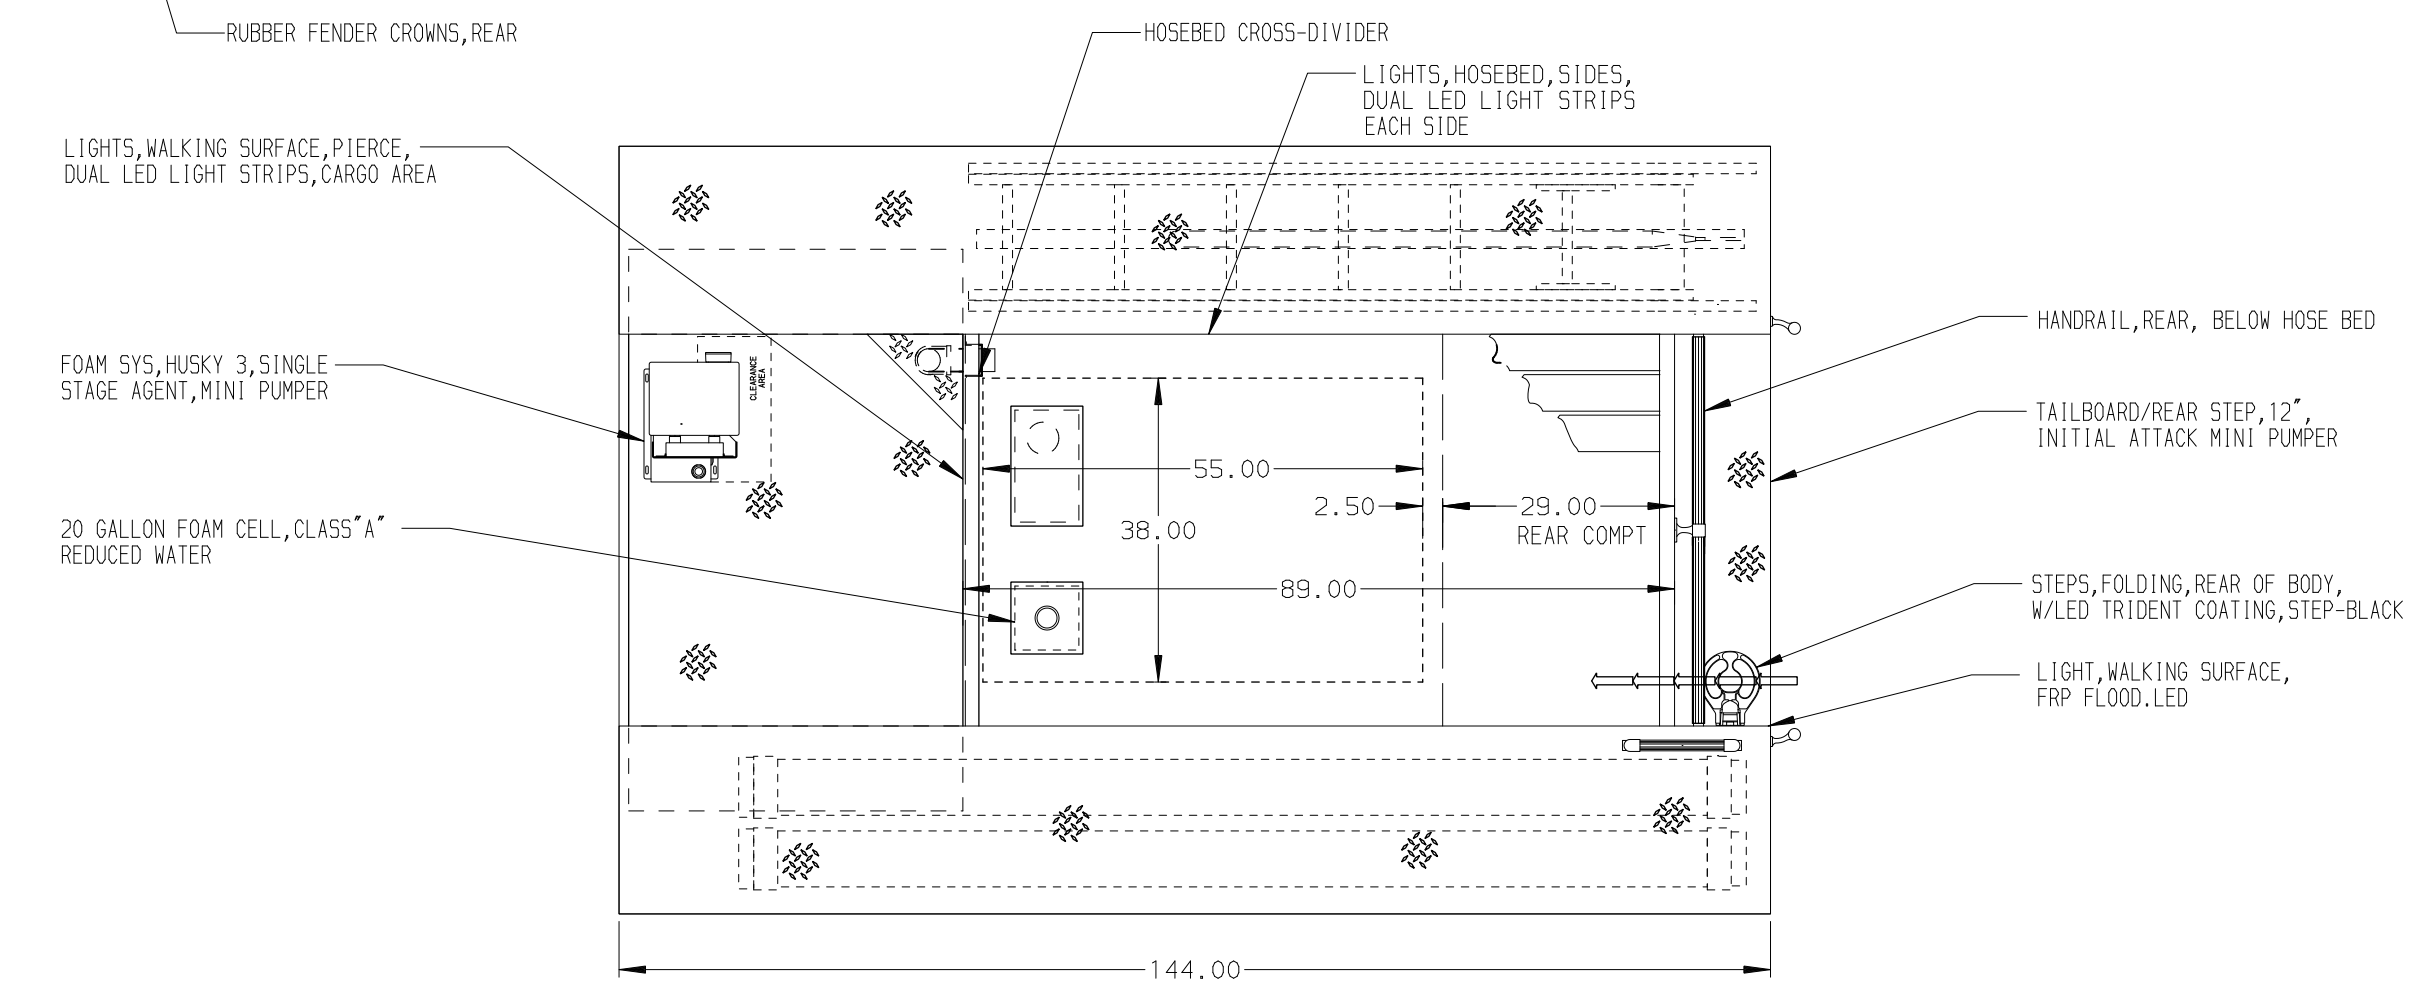 RUBBER FENDER CROWNS,REAR
HOSEBED CROSS-DIVIDER
LIGHTS,HOSEBED,SIDES,
DUAL LED LIGHT STRIPS
EACH SIDE
LIGHTS,WALKING SURFACE,PIERCE,
DUAL LED LIGHT STRIPS,CARGO AREA
HANDRAIL,REAR, BELOW HOSE BED
FOAM SYS,HUSKY 3,SINGLE
STAGE AGENT,MINI PUMPER
CLEARANCE
AREA
TAILBOARD/REAR STEP,12",
INITIAL ATTACK MINI PUMPER
55.00
2.50
29.00
REAR COMPT
38.00
20 GALLON FOAM CELL,CLASS"A"
REDUCED WATER
89.00
STEPS,FOLDING,REAR OF BODY,
W/LED TRIDENT COATING,STEP-BLACK
LIGHT,WALKING SURFACE,
FRP FLOOD.LED
144.00